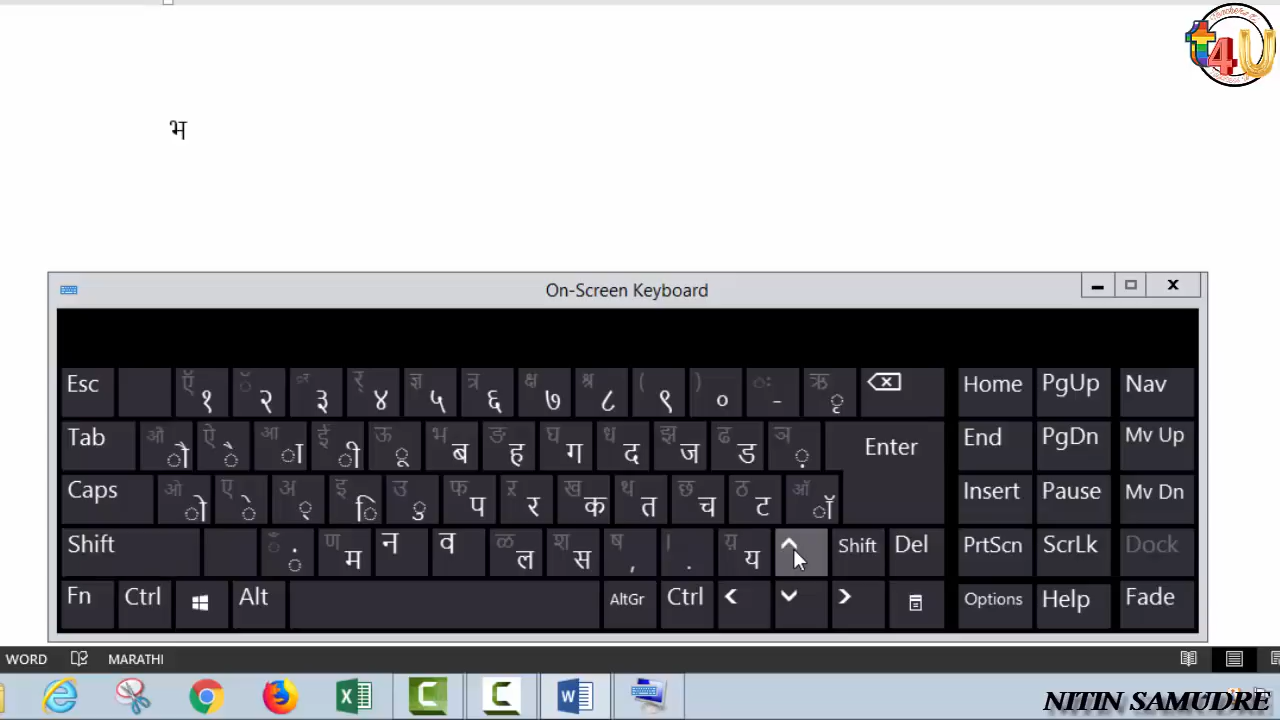 t4U
भ
On-Screen Keyboard
Esc ऍ १ ॅ २ ३ र् ४ ज्ञ ५ त्र ६ क्ष ७ श्र ८ ( ९ ) ० ः - ऋ ृ Home PgUp Nav
Tab औ ौ ऐ ै आ ा ई ी ऊ ू भ ब ङ ह घ ग ध द झ ज ढ ड ञ ़ Enter End PgDn Mv Up
Caps ओ ो ए े अ ् इ ि उ ु फ प ऱ र ख क थ त छ च ठ ट ऑ ॉ Insert Pause Mv Dn
Shift ँ ं ण म न व ळ ल श स ष , । . य़ य ^ Shift Del PrtScn ScrLk Dock
Fn Ctrl Alt AltGr Ctrl < ⌄ > Options Help Fade
WORD MARATHI
NITIN SAMUDRE